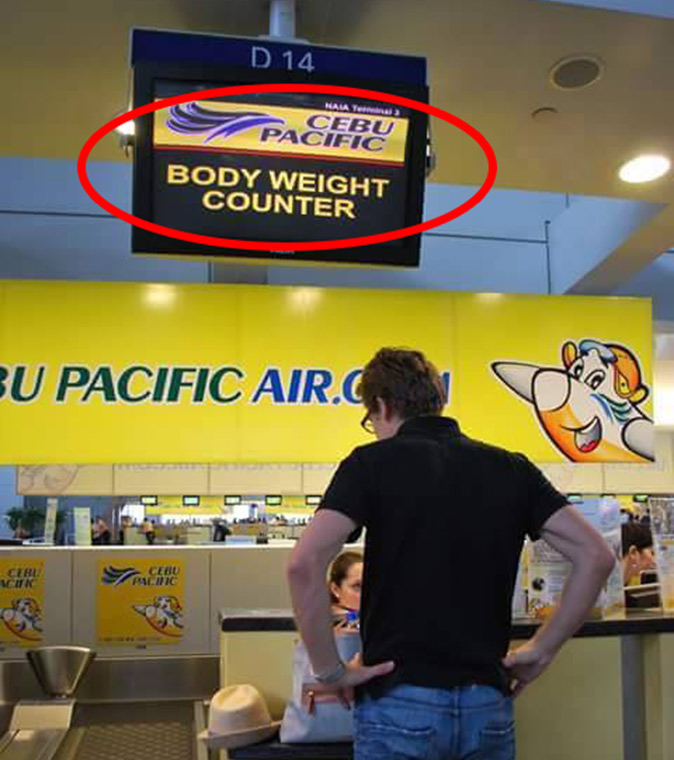 D 14
NAIA Terminal 3
CEBU
PACIFIC
BODY WEIGHT
COUNTER
BU PACIFIC AIR.C
CEBU
PACIFIC
CEBU
PACIFIC